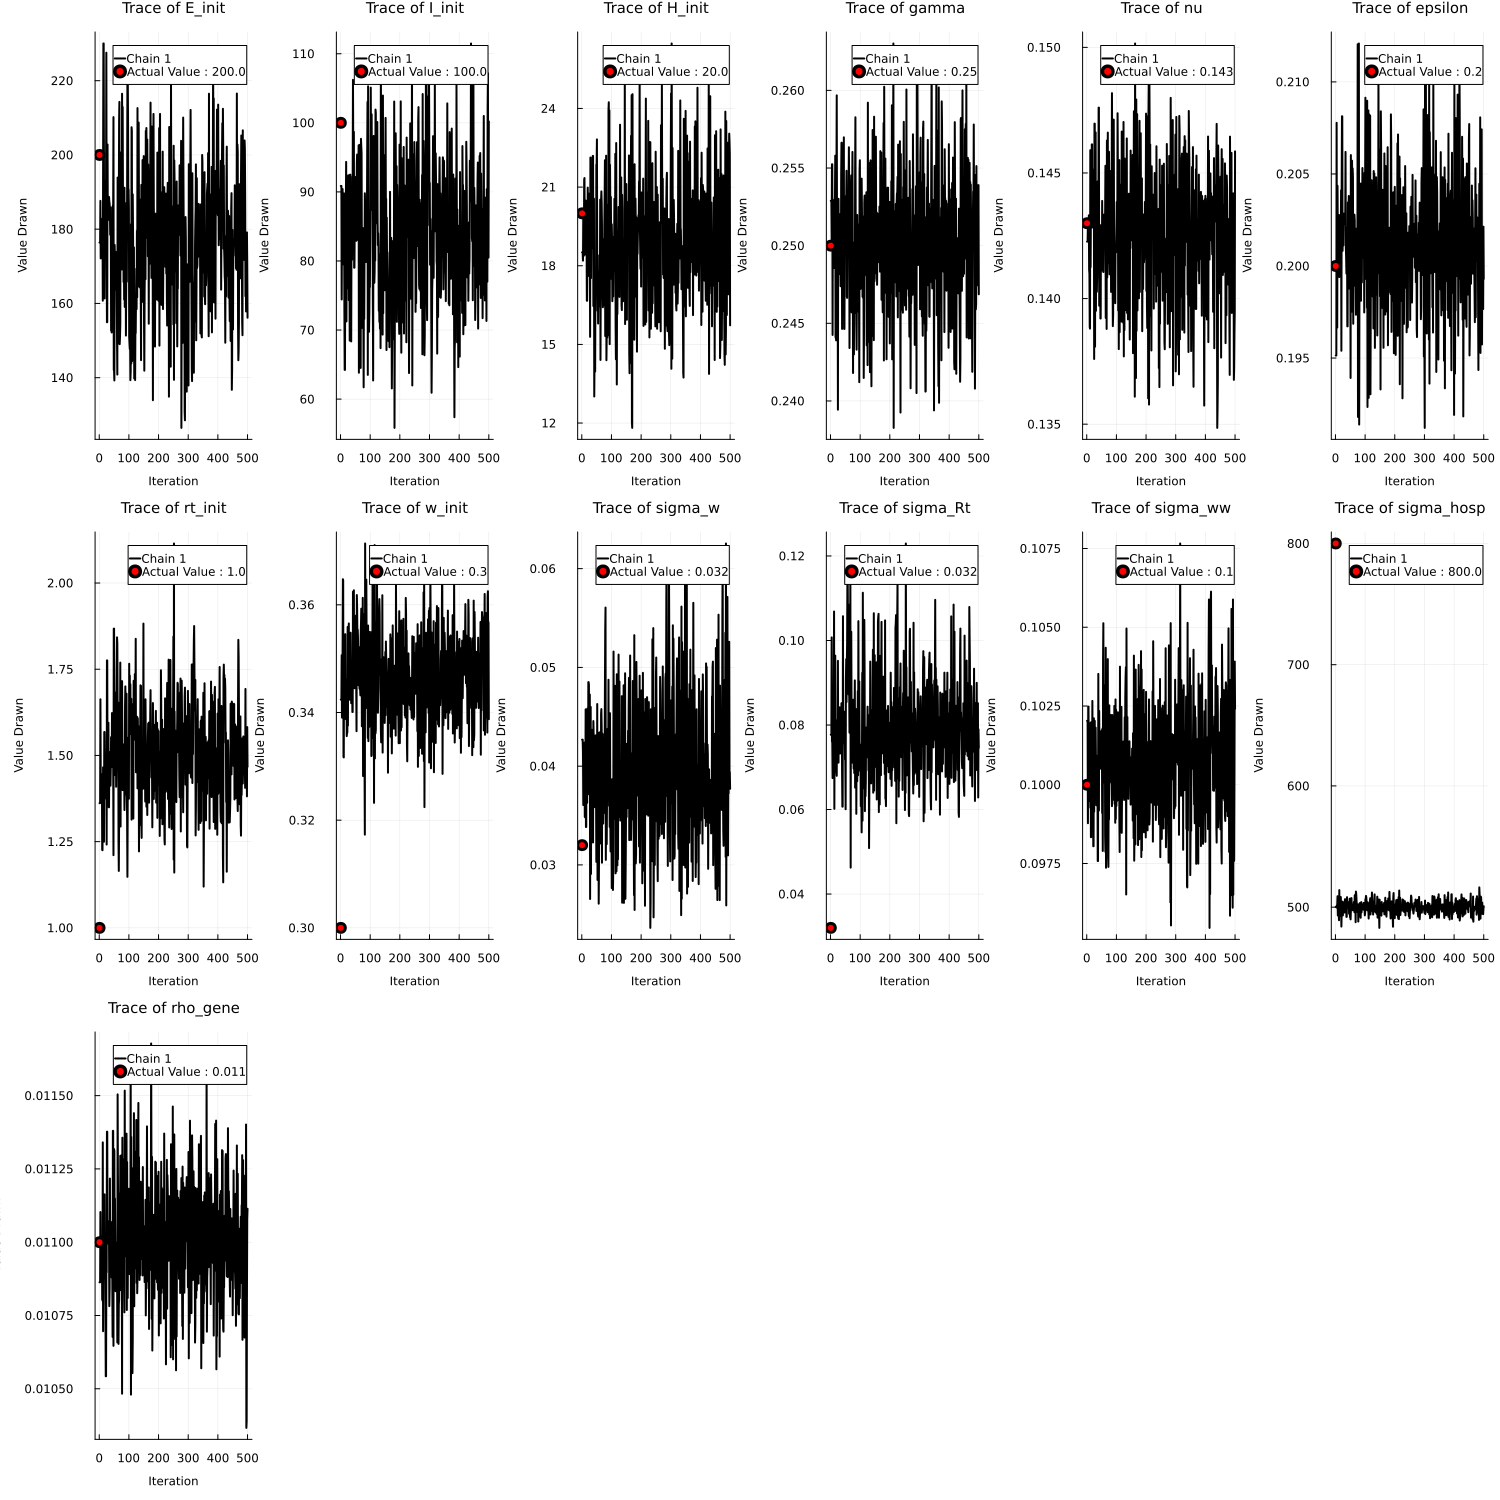 Trace of E_init
Chain 1
Actual Value : 200.0
220
200
180
160
140
Value Drawn
0 100 200 300 400 500
Iteration
Trace of I_init
Chain 1
Actual Value : 100.0
110
100
90
80
70
60
Value Drawn
0 100 200 300 400 500
Iteration
Trace of H_init
Chain 1
Actual Value : 20.0
24
21
18
15
12
Value Drawn
0 100 200 300 400 500
Iteration
Trace of gamma
Chain 1
Actual Value : 0.25
0.260
0.255
0.250
0.245
0.240
Value Drawn
0 100 200 300 400 500
Iteration
Trace of nu
Chain 1
Actual Value : 0.143
0.150
0.145
0.140
0.135
Value Drawn
0 100 200 300 400 500
Iteration
Trace of epsilon
Chain 1
Actual Value : 0.2
0.210
0.205
0.200
0.195
Value Drawn
0 100 200 300 400 500
Iteration
Trace of rt_init
Chain 1
Actual Value : 1.0
2.00
1.75
1.50
1.25
1.00
Value Drawn
0 100 200 300 400 500
Iteration
Trace of w_init
Chain 1
Actual Value : 0.3
0.36
0.34
0.32
0.30
Value Drawn
0 100 200 300 400 500
Iteration
Trace of sigma_w
Chain 1
Actual Value : 0.032
0.06
0.05
0.04
0.03
Value Drawn
0 100 200 300 400 500
Iteration
Trace of sigma_Rt
Chain 1
Actual Value : 0.032
0.12
0.10
0.08
0.06
0.04
Value Drawn
0 100 200 300 400 500
Iteration
Trace of sigma_ww
Chain 1
Actual Value : 0.1
0.1075
0.1050
0.1025
0.1000
0.0975
Value Drawn
0 100 200 300 400 500
Iteration
Trace of sigma_hosp
Chain 1
Actual Value : 800.0
800
700
600
500
Value Drawn
0 100 200 300 400 500
Iteration
Trace of rho_gene
Chain 1
Actual Value : 0.011
0.01150
0.01125
0.01100
0.01075
0.01050
0 100 200 300 400 500
Iteration